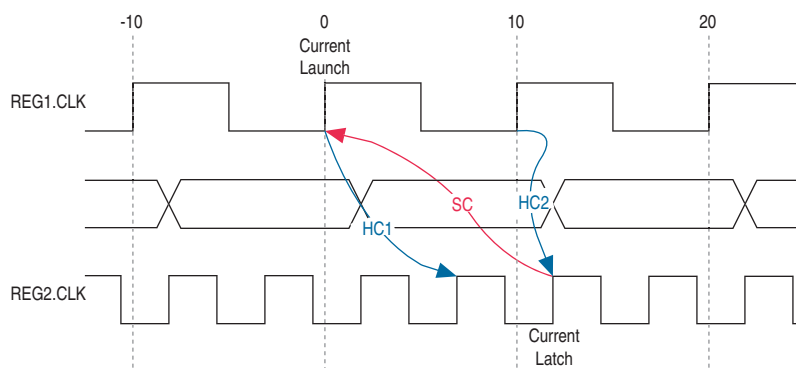 -10 0 10 20
Current
Launch
REG1.CLK
SC
HC2
HC1
REG2.CLK
Current
Latch